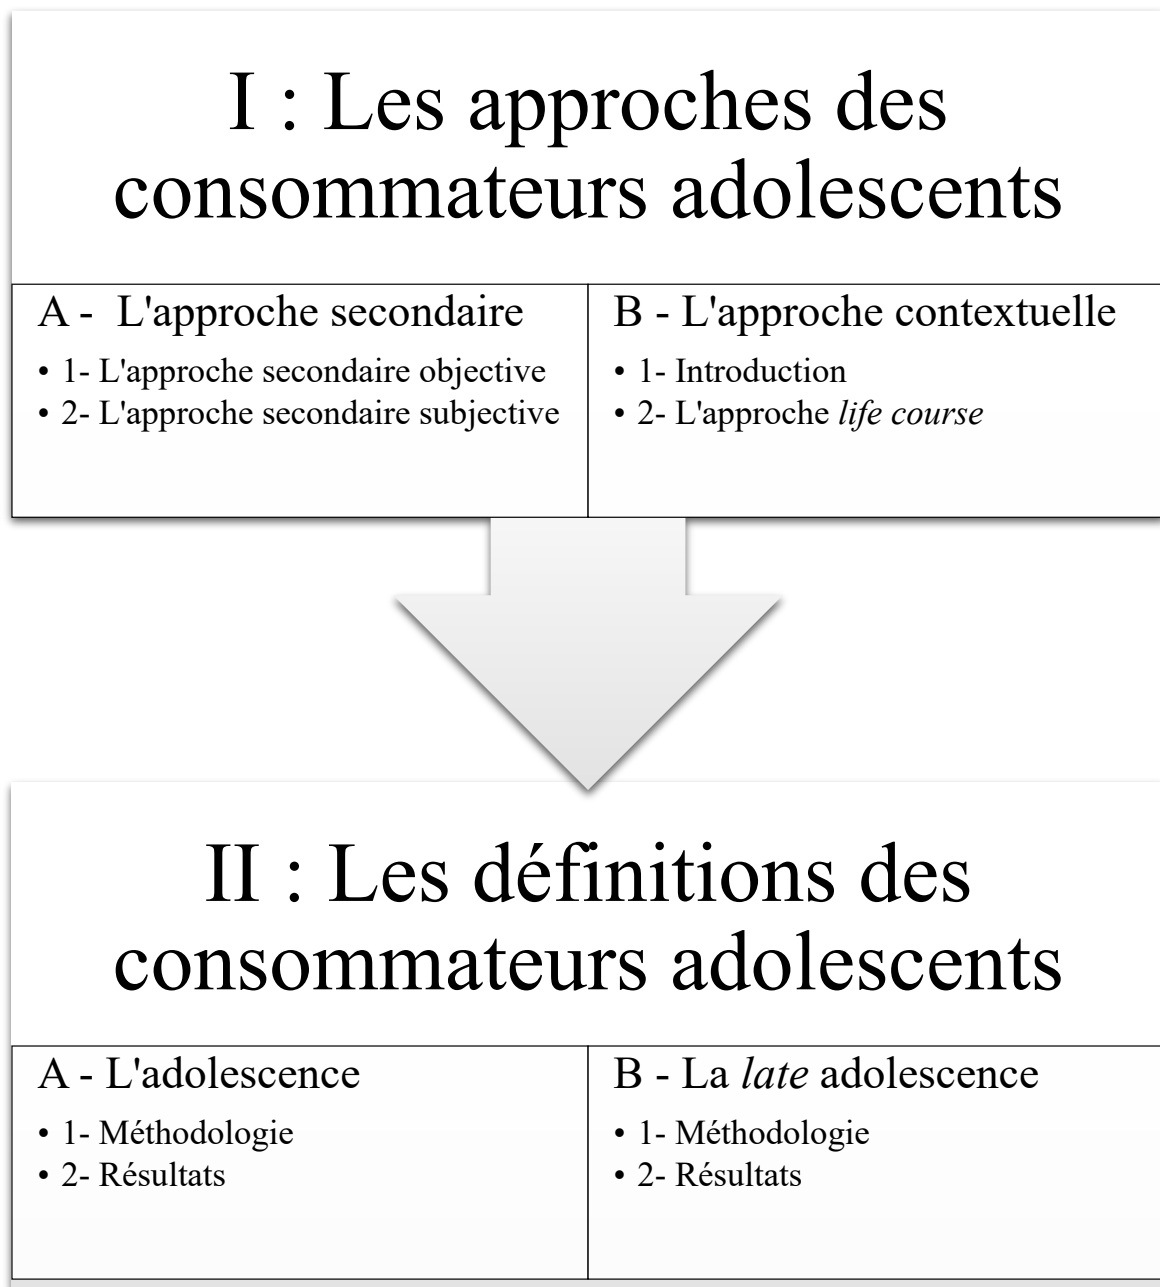 I : Les approches des
consommateurs adolescents
A - L'approche secondaire
• 1- L'approche secondaire objective
• 2- L'approche secondaire subjective
B - L'approche contextuelle
• 1- Introduction
• 2- L'approche life course
II : Les définitions des
consommateurs adolescents
A - L'adolescence
• 1- Méthodologie
• 2- Résultats
B - La late adolescence
• 1- Méthodologie
• 2- Résultats